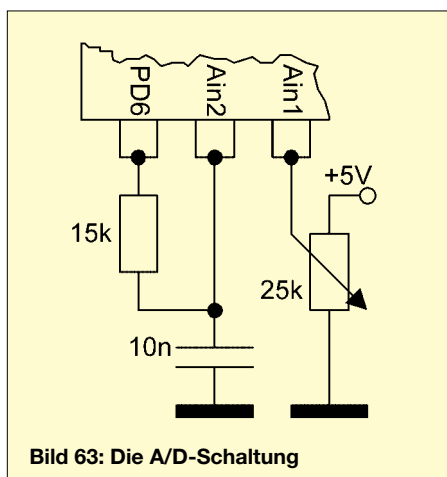 PD6
Ain2
Ain1
+5V
15k
25k
10n
Bild 63: Die A/D-Schaltung